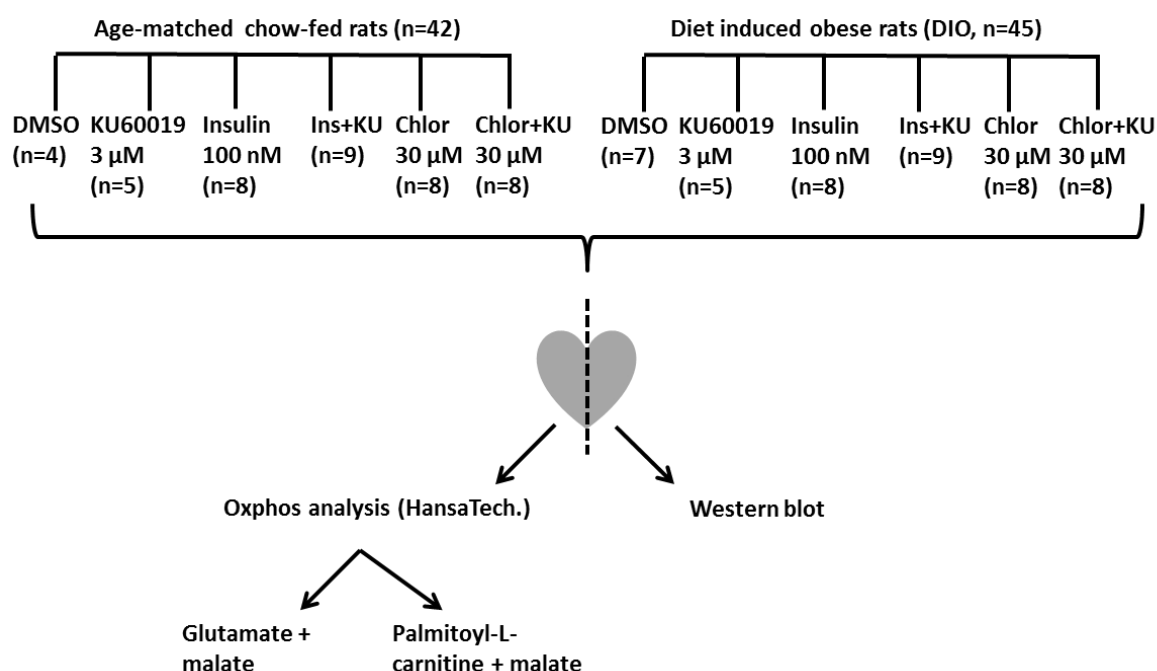 Age-matched chow-fed rats (n=42)
Diet induced obese rats (DIO, n=45)
DMSO
(n=4)
KU60019
3 µM
(n=5)
Insulin
100 nM
(n=8)
Ins+KU
(n=9)
Chlor
30 µM
(n=8)
Chlor+KU
30 µM
(n=8)
DMSO
(n=7)
KU60019
3 µM
(n=5)
Insulin
100 nM
(n=8)
Ins+KU
(n=9)
Chlor
30 µM
(n=8)
Chlor+KU
30 µM
(n=8)
Oxphos analysis (HansaTech.)
Western blot
Glutamate +
malate
Palmitoyl-L-
carnitine + malate